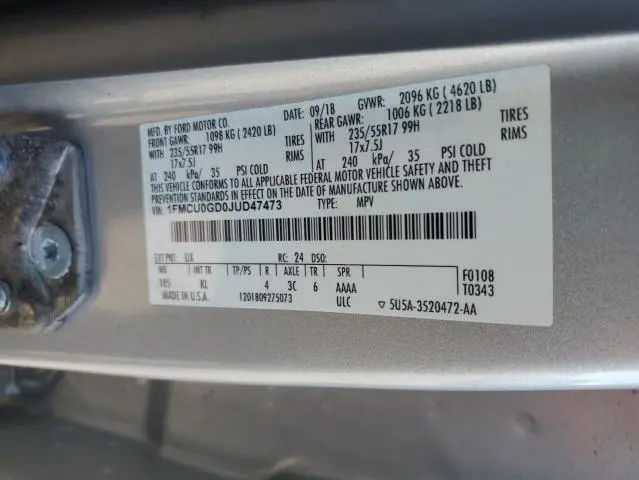 MFD. BY FORD MOTOR CO.
09/18 GVWR: 2096 KG ( 4620 LB)
FRONT GAWR: 1098 KG ( 2420 LB)
REAR GAWR: 1006 KG ( 2218 LB)
WITH 235/55R17 99H TIRES
17x7.5J RIMS
WITH 235/55R17 99H TIRES
17x7.5J RIMS
AT 240 kPa/ 35 PSI COLD
AT 240 kPa/ 35 PSI COLD
THIS VEHICLE CONFORMS TO ALL APPLICABLE FEDERAL MOTOR VEHICLE SAFETY AND THEFT
PREVENTION STANDARDS IN EFFECT ON THE DATE OF MANUFACTURE SHOWN ABOVE.
VIN: 1FMCU0GD0JUD47473 TYPE: MPV
EXT PNT: UX RC: 24 DSO:
WB INT TR TP/PS R AXLE TR SPR
105 KL 4 3C 6 AAAA
F0108
T0343
MADE IN U.S.A. 1201809275073 ULC ▽ 5U5A-3520472-AA